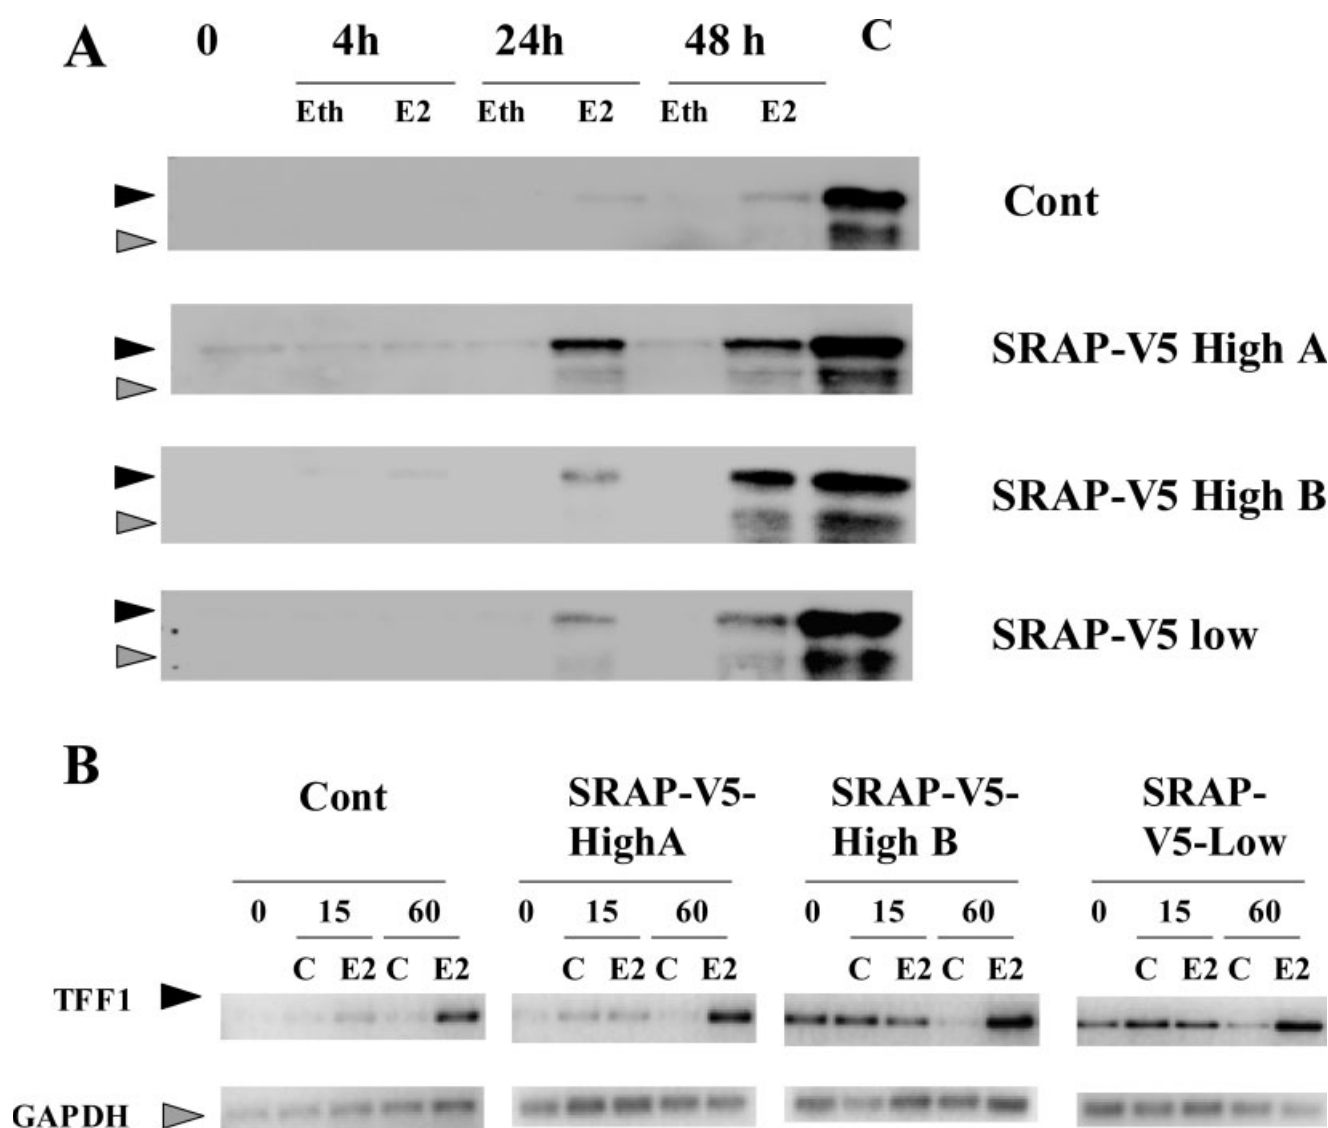 A
0 4h 24h 48 h C
Eth E2 Eth E2 Eth E2
Cont
SRAP-V5 High A
SRAP-V5 High B
SRAP-V5 low
B
Cont
SRAP-V5-
HighA
SRAP-V5-
High B
SRAP-
V5-Low
0 15 60 0 15 60 0 15 60 0 15 60
C E2 C E2 C E2 C E2 C E2 C E2 C E2 C E2
TFF1
GAPDH